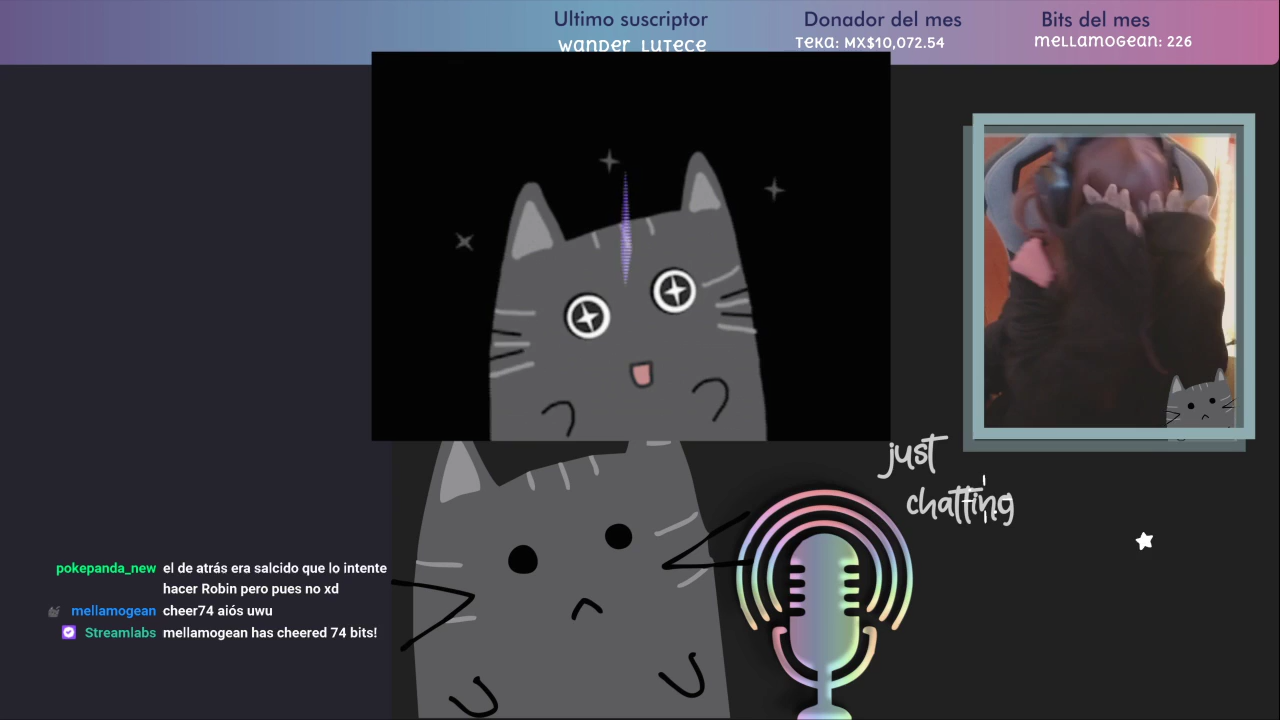 Ultimo suscriptor
Wander_Lutece
Donador del mes
Teka: MX$10,072.54
Bits del mes
mellamogean: 226
just
chatting
pokepanda_new el de atrás era salcido que lo intente
hacer Robin pero pues no xd
mellamogean cheer74 aiós uwu
Streamlabs mellamogean has cheered 74 bits!